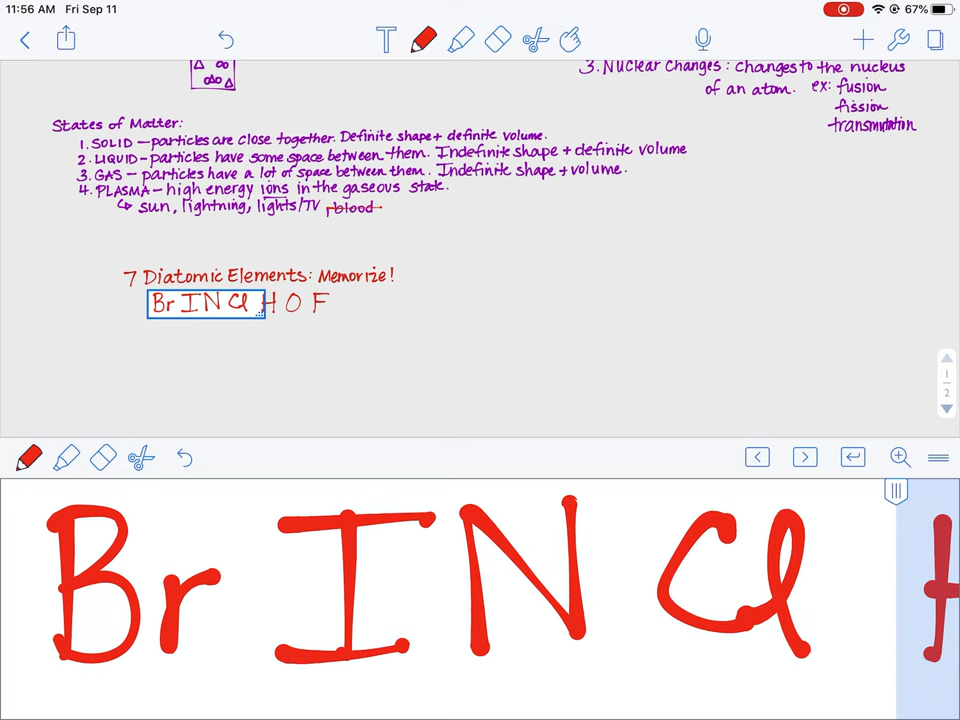 11:56 AM Fri Sep 11
67%
T
3. Nuclear Changes: changes to the nucleus
of an atom. ex: fusion
fission
transmutation
States of Matter:
1. SOLID – particles are close together. Definite shape + definite volume.
2. LIQUID – particles have some space between them. Indefinite shape + definite volume
3. GAS – particles have a lot of space between them. Indefinite shape + volume.
4. PLASMA – high energy ions in the gaseous state.
↳ sun, lightning, lights/TV, blood
7 Diatomic Elements: Memorize!
Br I N Cl H O F
1
2
Br I N Cl H